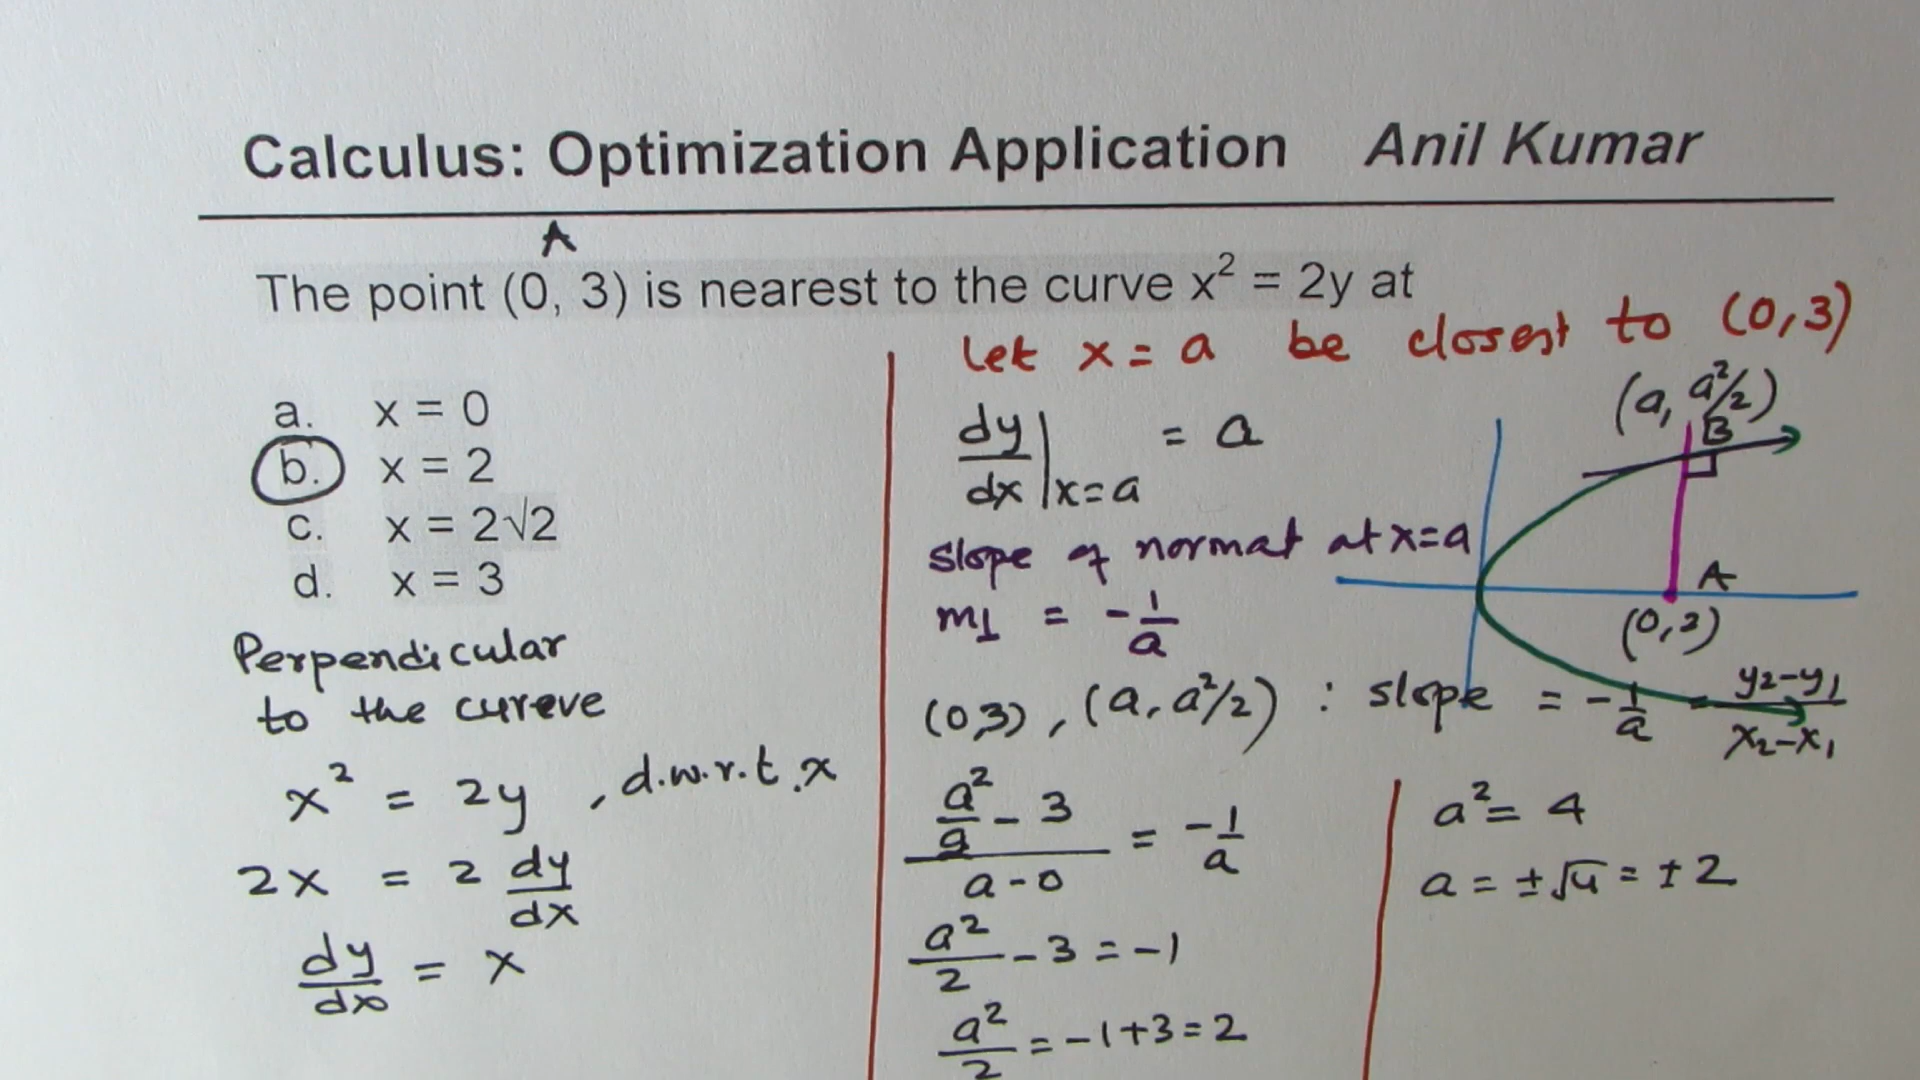 Calculus: Optimization Application Anil Kumar
A
The point (0, 3) is nearest to the curve x² = 2y at
a. x = 0
b. x = 2
c. x = 2√2
d. x = 3
Perpendicular
to the cureve
x² = 2y , d.w.r.t.x
2x = 2 dy/dx
dy/dx = x
Let x = a be closest to (0,3)
dy/dx |x=a = a
Slope of normat at x=a
m⊥ = -1/a
(0,3) , (a, a²/2) : slope = -1/a = y2-y1/x2-x1
a²/a - 3 / a-0 = -1/a
a²/2 - 3 = -1
a²/2 = -1+3 = 2
(a, a²/2)
B
A
(0,3)
a² = 4
a = ±√4 = ±2